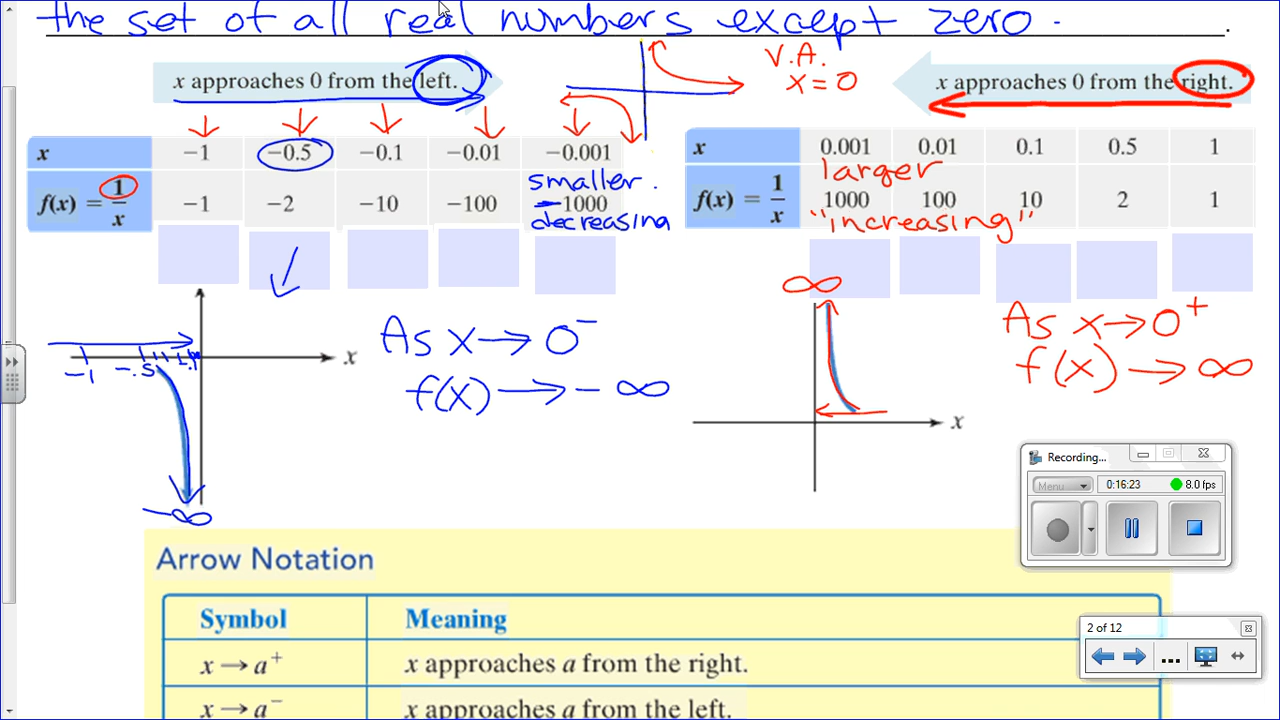 the set of all real numbers except zero.
x approaches 0 from the left.
V.A.
x = 0
x approaches 0 from the right.
x −1 −0.5 −0.1 −0.01 −0.001
smaller.
f(x) = 1/x −1 −2 −10 −100 −1000
decreasing
x 0.001 0.01 0.1 0.5 1
larger
f(x) = 1/x 1000 100 10 2 1
"increasing"
As x → 0⁻
f(x) → − ∞
x
−1 −.5 -.1
−∞
∞
As x → 0⁺
f(x) → ∞
x
Recording...
Menu 0:16:23 8.0 fps
Arrow Notation
Symbol Meaning
x → a⁺ x approaches a from the right.
x → a⁻ x approaches a from the left.
2 of 12
...